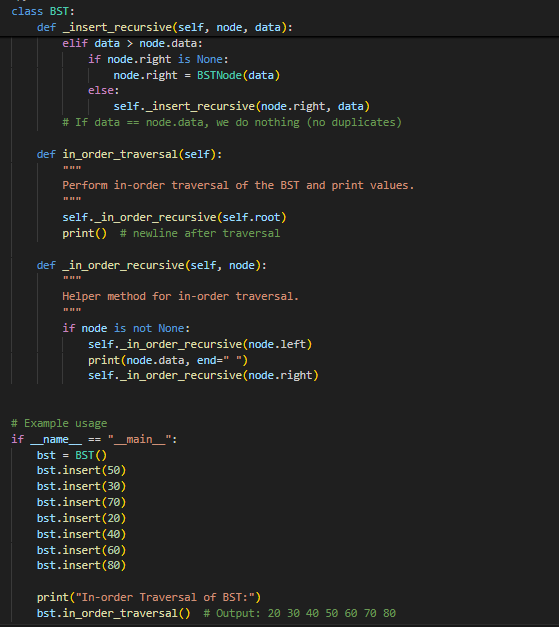 class BST:
    def _insert_recursive(self, node, data):
        elif data > node.data:
            if node.right is None:
                node.right = BSTNode(data)
            else:
                self._insert_recursive(node.right, data)
        # If data == node.data, we do nothing (no duplicates)
    def in_order_traversal(self):
        """
        Perform in-order traversal of the BST and print values.
        """
        self._in_order_recursive(self.root)
        print()  # newline after traversal
    def _in_order_recursive(self, node):
        """
        Helper method for in-order traversal.
        """
        if node is not None:
            self._in_order_recursive(node.left)
            print(node.data, end=" ")
            self._in_order_recursive(node.right)
# Example usage
if __name__ == "__main__":
    bst = BST()
    bst.insert(50)
    bst.insert(30)
    bst.insert(70)
    bst.insert(20)
    bst.insert(40)
    bst.insert(60)
    bst.insert(80)
    print("In-order Traversal of BST:")
    bst.in_order_traversal()  # Output: 20 30 40 50 60 70 80